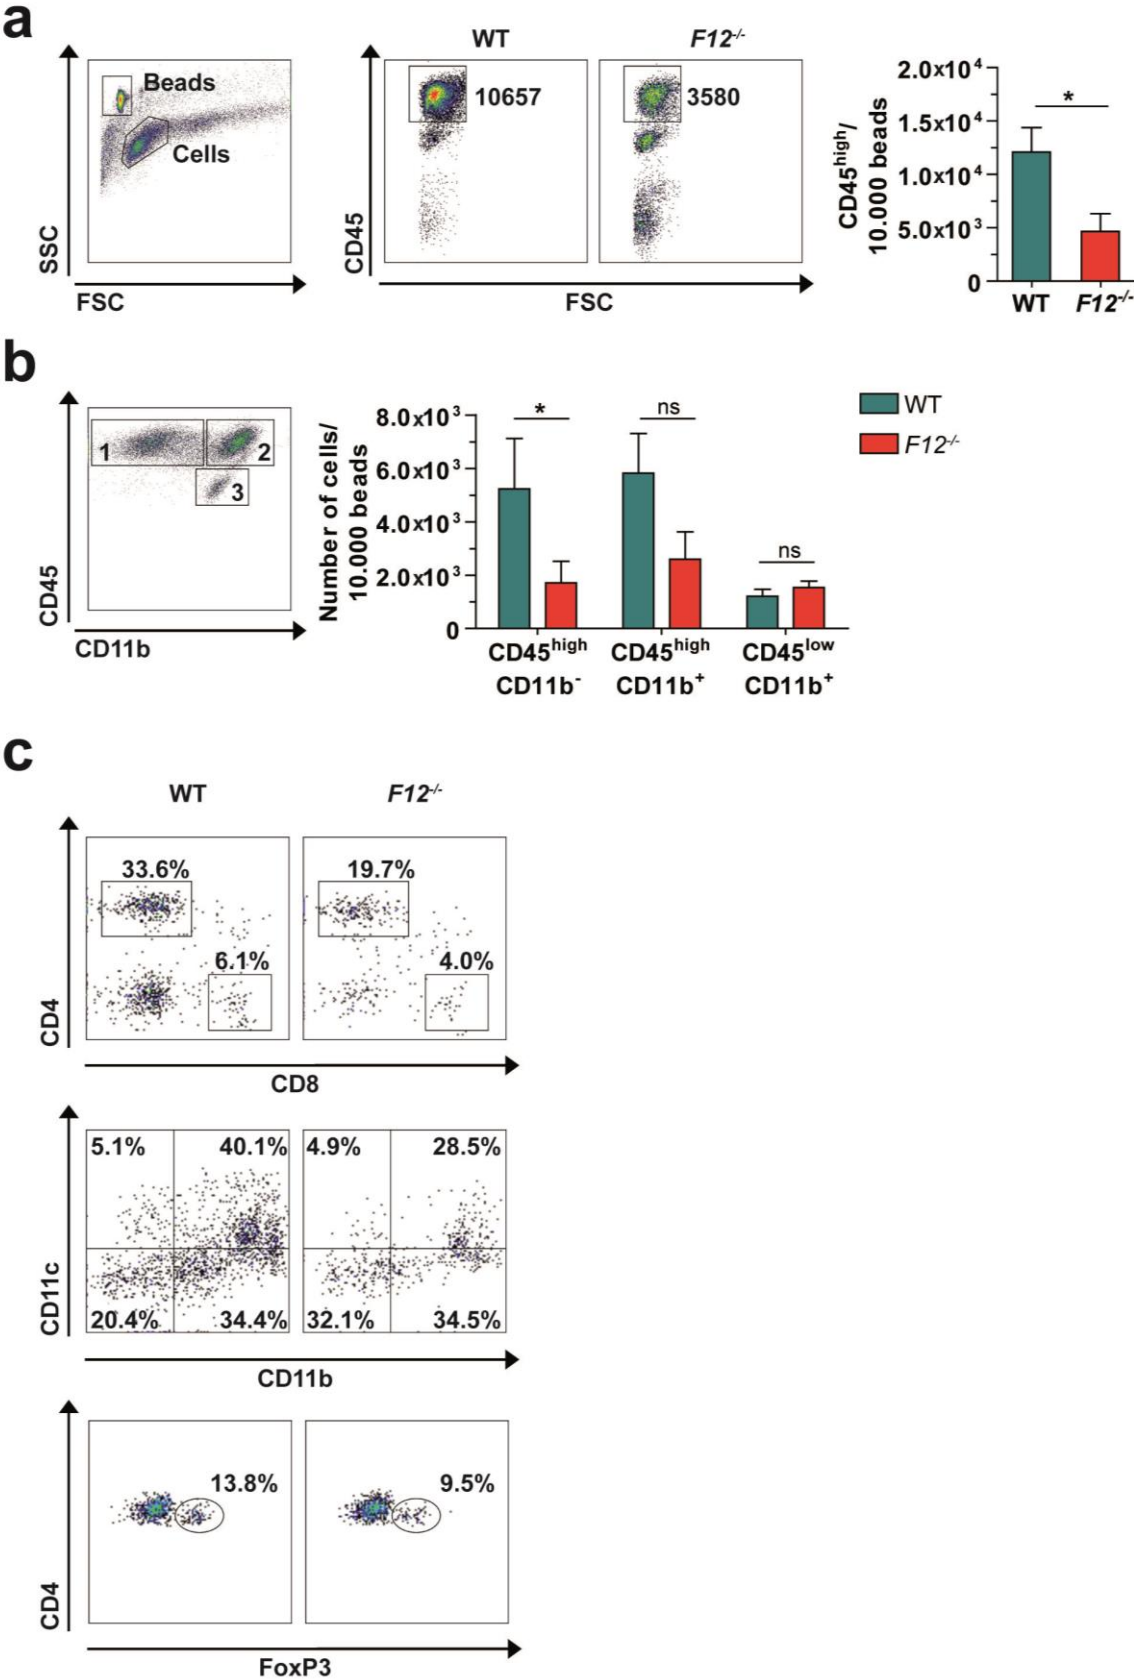 a
WT
F12-/-
Beads
Cells
SSC
FSC
10657
3580
CD45
FSC
CD45high/
10.000 beads
2.0x10⁴
1.5x10⁴
1.0x10⁴
5.0x10³
0
*
WT
F12-/-
b
CD45
1
2
3
CD11b
Number of cells/
10.000 beads
8.0x10³
6.0x10³
4.0x10³
2.0x10³
0
*
ns
ns
CD45high
CD11b-
CD45high
CD11b+
CD45low
CD11b+
WT
F12-/-
c
WT
F12-/-
33.6%
19.7%
6.1%
4.0%
CD4
CD8
5.1%
40.1%
4.9%
28.5%
20.4%
34.4%
32.1%
34.5%
CD11c
CD11b
13.8%
9.5%
CD4
FoxP3